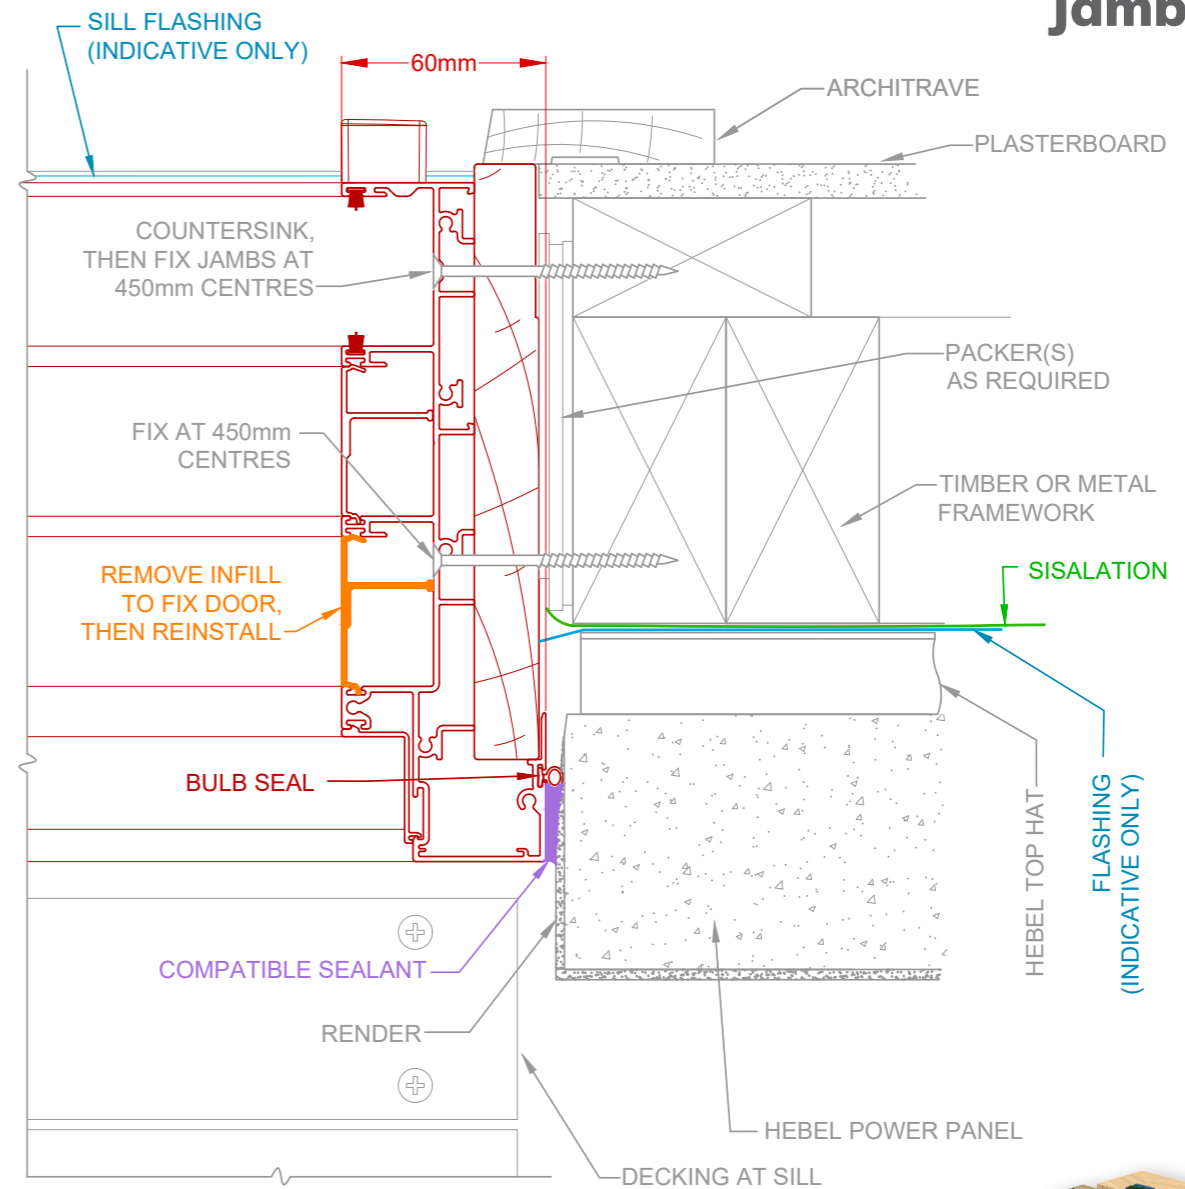 Jamb
SILL FLASHING
(INDICATIVE ONLY)
60mm
ARCHITRAVE
PLASTERBOARD
COUNTERSINK,
THEN FIX JAMBS AT
450mm CENTRES
PACKER(S)
AS REQUIRED
FIX AT 450mm
CENTRES
TIMBER OR METAL
FRAMEWORK
REMOVE INFILL
TO FIX DOOR,
THEN REINSTALL
SISALATION
BULB SEAL
HEBEL TOP HAT
FLASHING
(INDICATIVE ONLY)
COMPATIBLE SEALANT
RENDER
HEBEL POWER PANEL
DECKING AT SILL